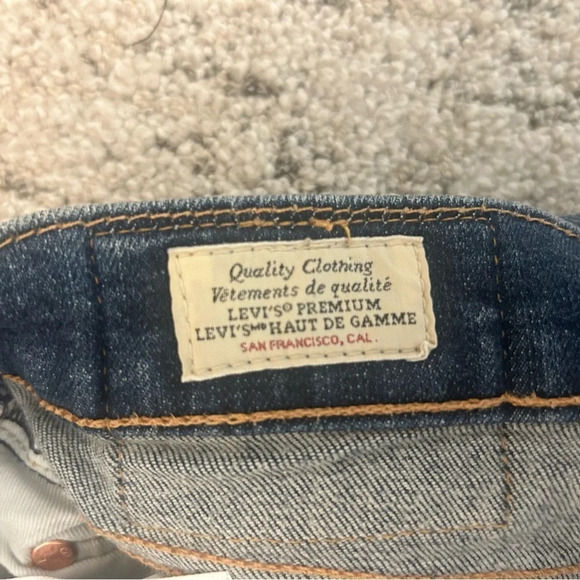 Quality Clothing
Vêtements de qualité
LEVI'S® PREMIUM
LEVI'S ᴹᴰ HAUT DE GAMME
SAN FRANCISCO, CAL.